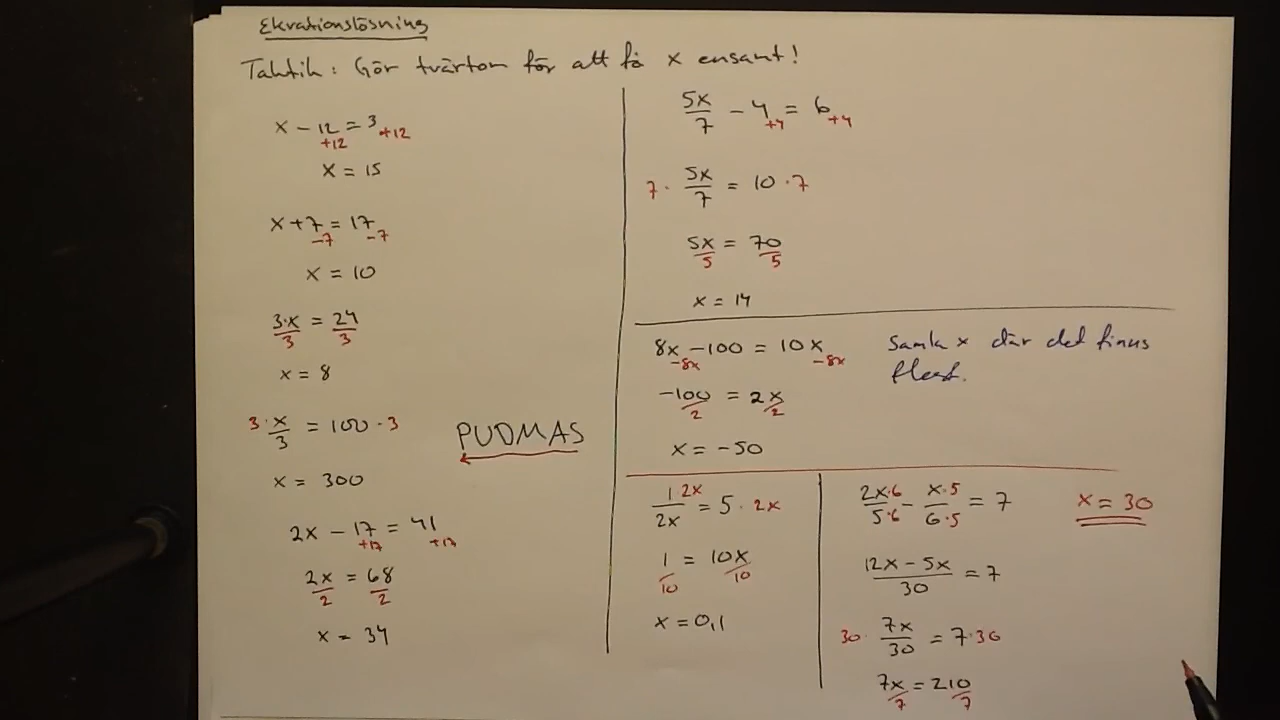 Ekvationslösning
Taktik: Gör tvärtom för att få x ensamt!
x - 12 = 3 +12
+12
x = 15
x + 7 = 17
-7 -7
x = 10
3·x/3 = 24/3
x = 8
3· x/3 = 100 · 3
x = 300
PUDMAS
2x - 17 = 41
+17 +17
2x/2 = 68/2
x = 34
5x/7 - 4 = 6
+4 +4
7· 5x/7 = 10 · 7
5x/5 = 70/5
x = 14
8x - 100 = 10x
-8x -8x
Samla x där det finns
flest.
-100/2 = 2x/2
x = -50
1 2x/2x = 5 · 2x
1/10 = 10x/10
x = 0,1
2x·6/5·6 - x·5/6·5 = 7
x = 30
12x - 5x/30 = 7
30· 7x/30 = 7·30
7x/7 = 210/7